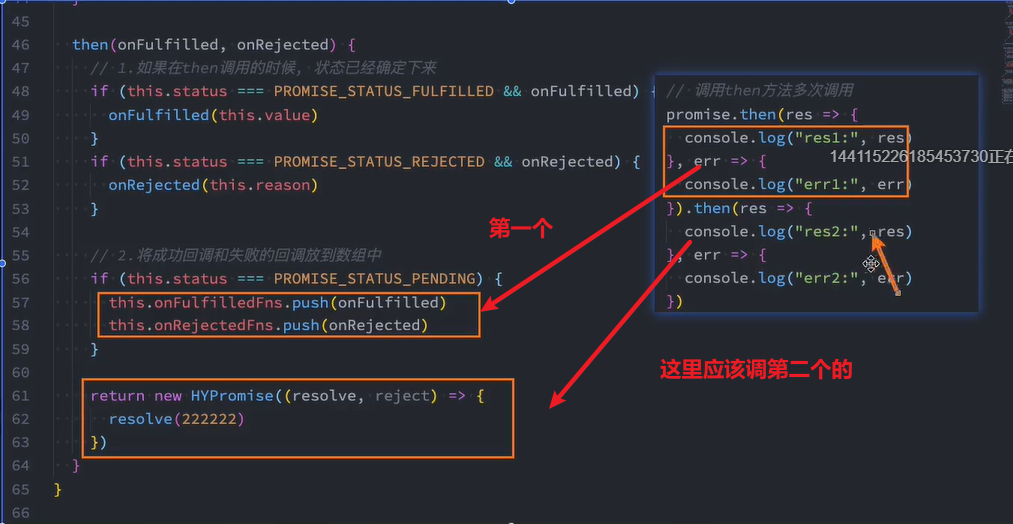 45
46 then(onFulfilled, onRejected) {
47 // 1.如果在then调用的时候, 状态已经确定下来
48 if (this.status === PROMISE_STATUS_FULFILLED && onFulfilled) {
49 onFulfilled(this.value)
50 }
51 if (this.status === PROMISE_STATUS_REJECTED && onRejected) {
52 onRejected(this.reason)
53 }
54
55 // 2.将成功回调和失败的回调放到数组中
56 if (this.status === PROMISE_STATUS_PENDING) {
57 this.onFulfilledFns.push(onFulfilled)
58 this.onRejectedFns.push(onRejected)
59 }
60
61 return new HYPromise((resolve, reject) => {
62 resolve(222222)
63 })
64 }
65 }
66
// 调用then方法多次调用
promise.then(res => {
console.log("res1:", res)
}, err => {
console.log("err1:", err)
}).then(res => {
console.log("res2:", res)
}, err => {
console.log("err2:", err)
})
144115226185453730正在
第一个
这里应该调第二个的